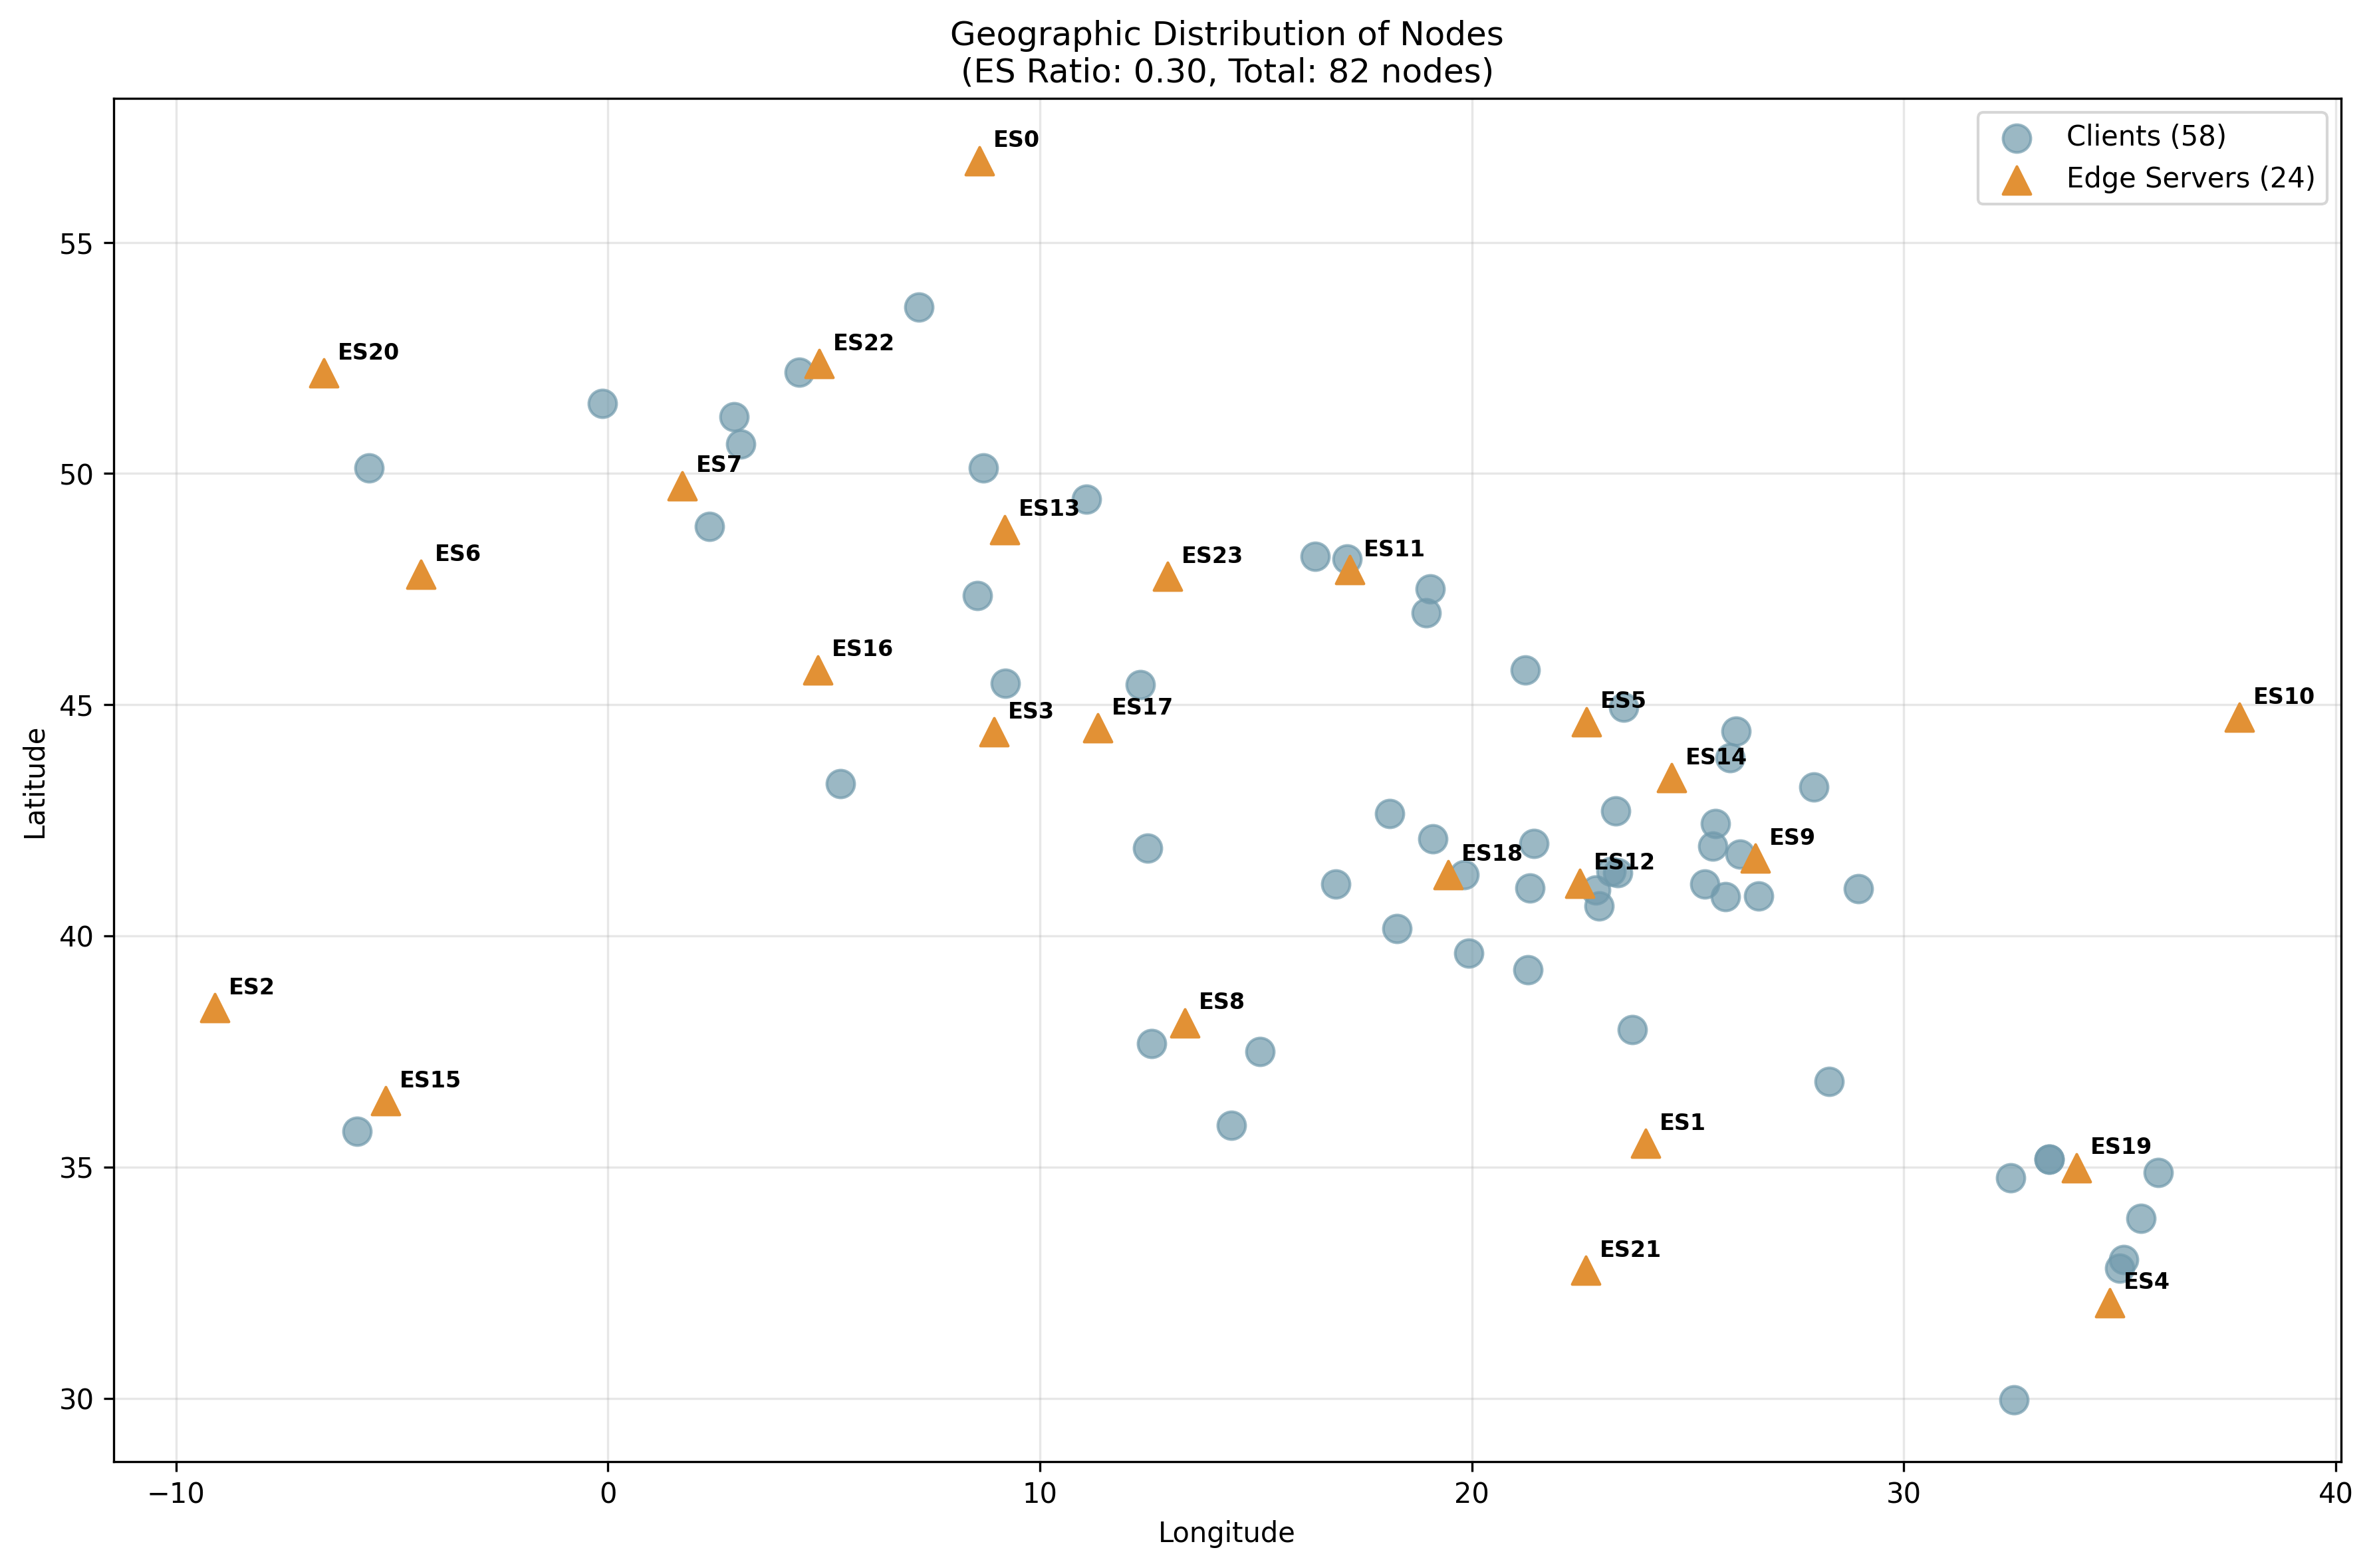 Geographic Distribution of Nodes
(ES Ratio: 0.30, Total: 82 nodes)
Clients (58)
Edge Servers (24)
ES0
ES20
ES22
ES7
ES13
ES6
ES23
ES11
ES16
ES3
ES17
ES5
ES10
ES14
ES18
ES12
ES9
ES2
ES8
ES15
ES1
ES19
ES21
ES4
55
50
45
40
35
30
Latitude
−10
0
10
20
30
40
Longitude